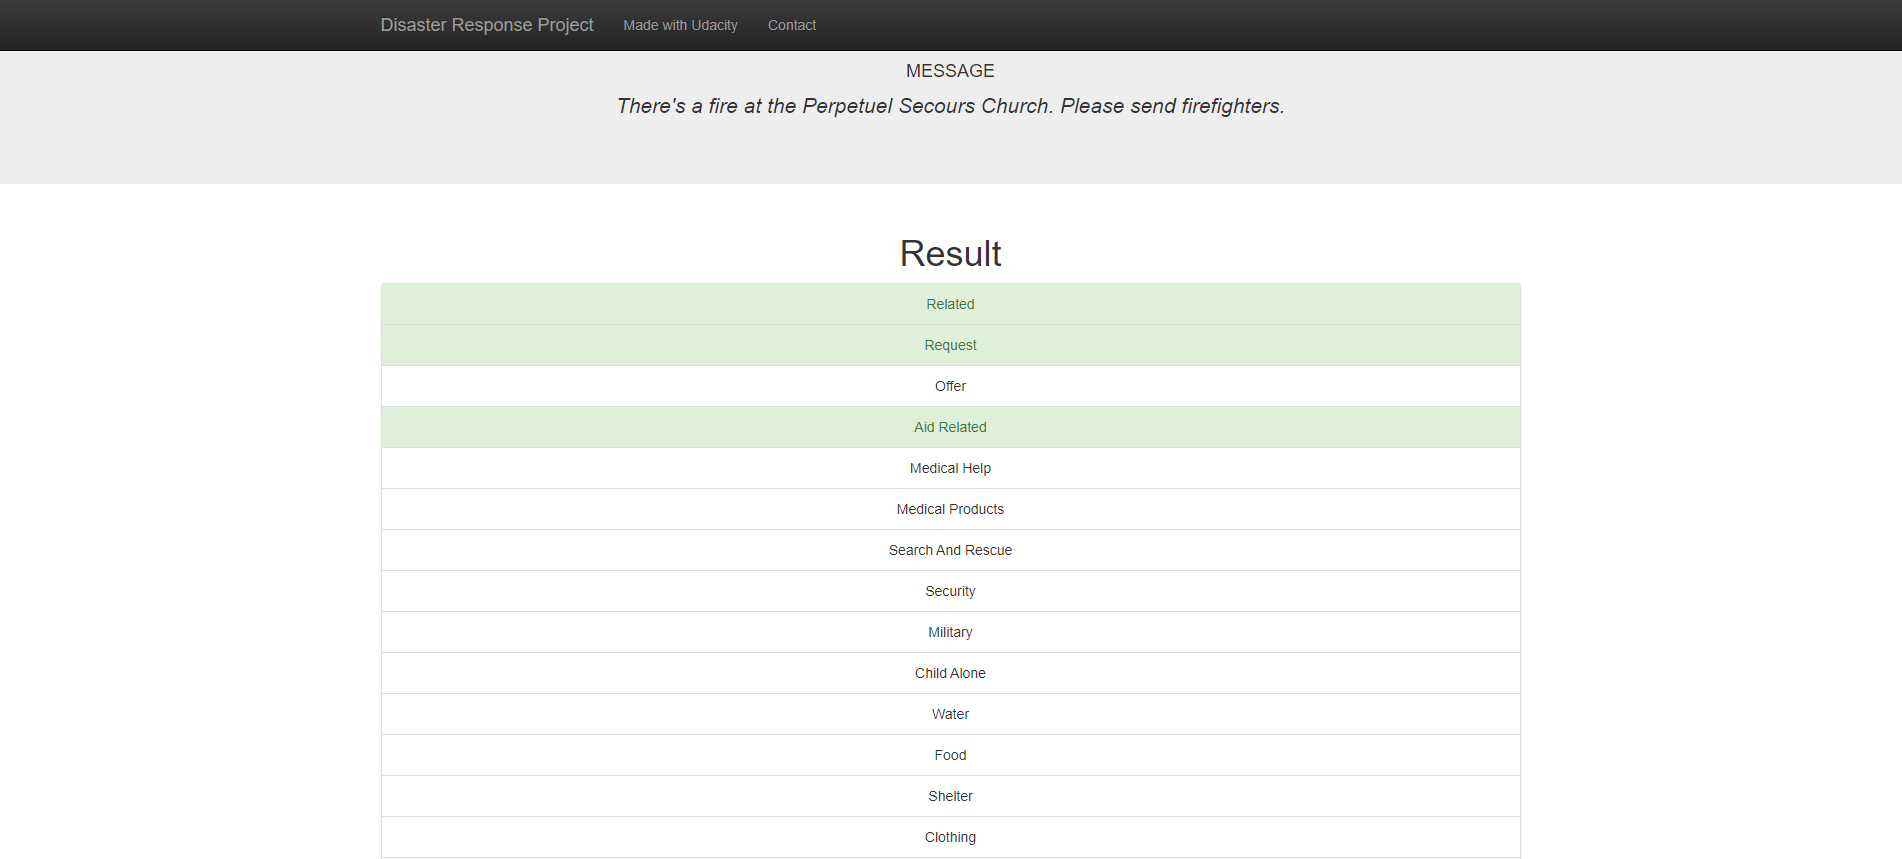 Disaster Response Project Made with Udacity Contact
MESSAGE
There's a fire at the Perpetuel Secours Church. Please send firefighters.
Result
Related
Request
Offer
Aid Related
Medical Help
Medical Products
Search And Rescue
Security
Military
Child Alone
Water
Food
Shelter
Clothing